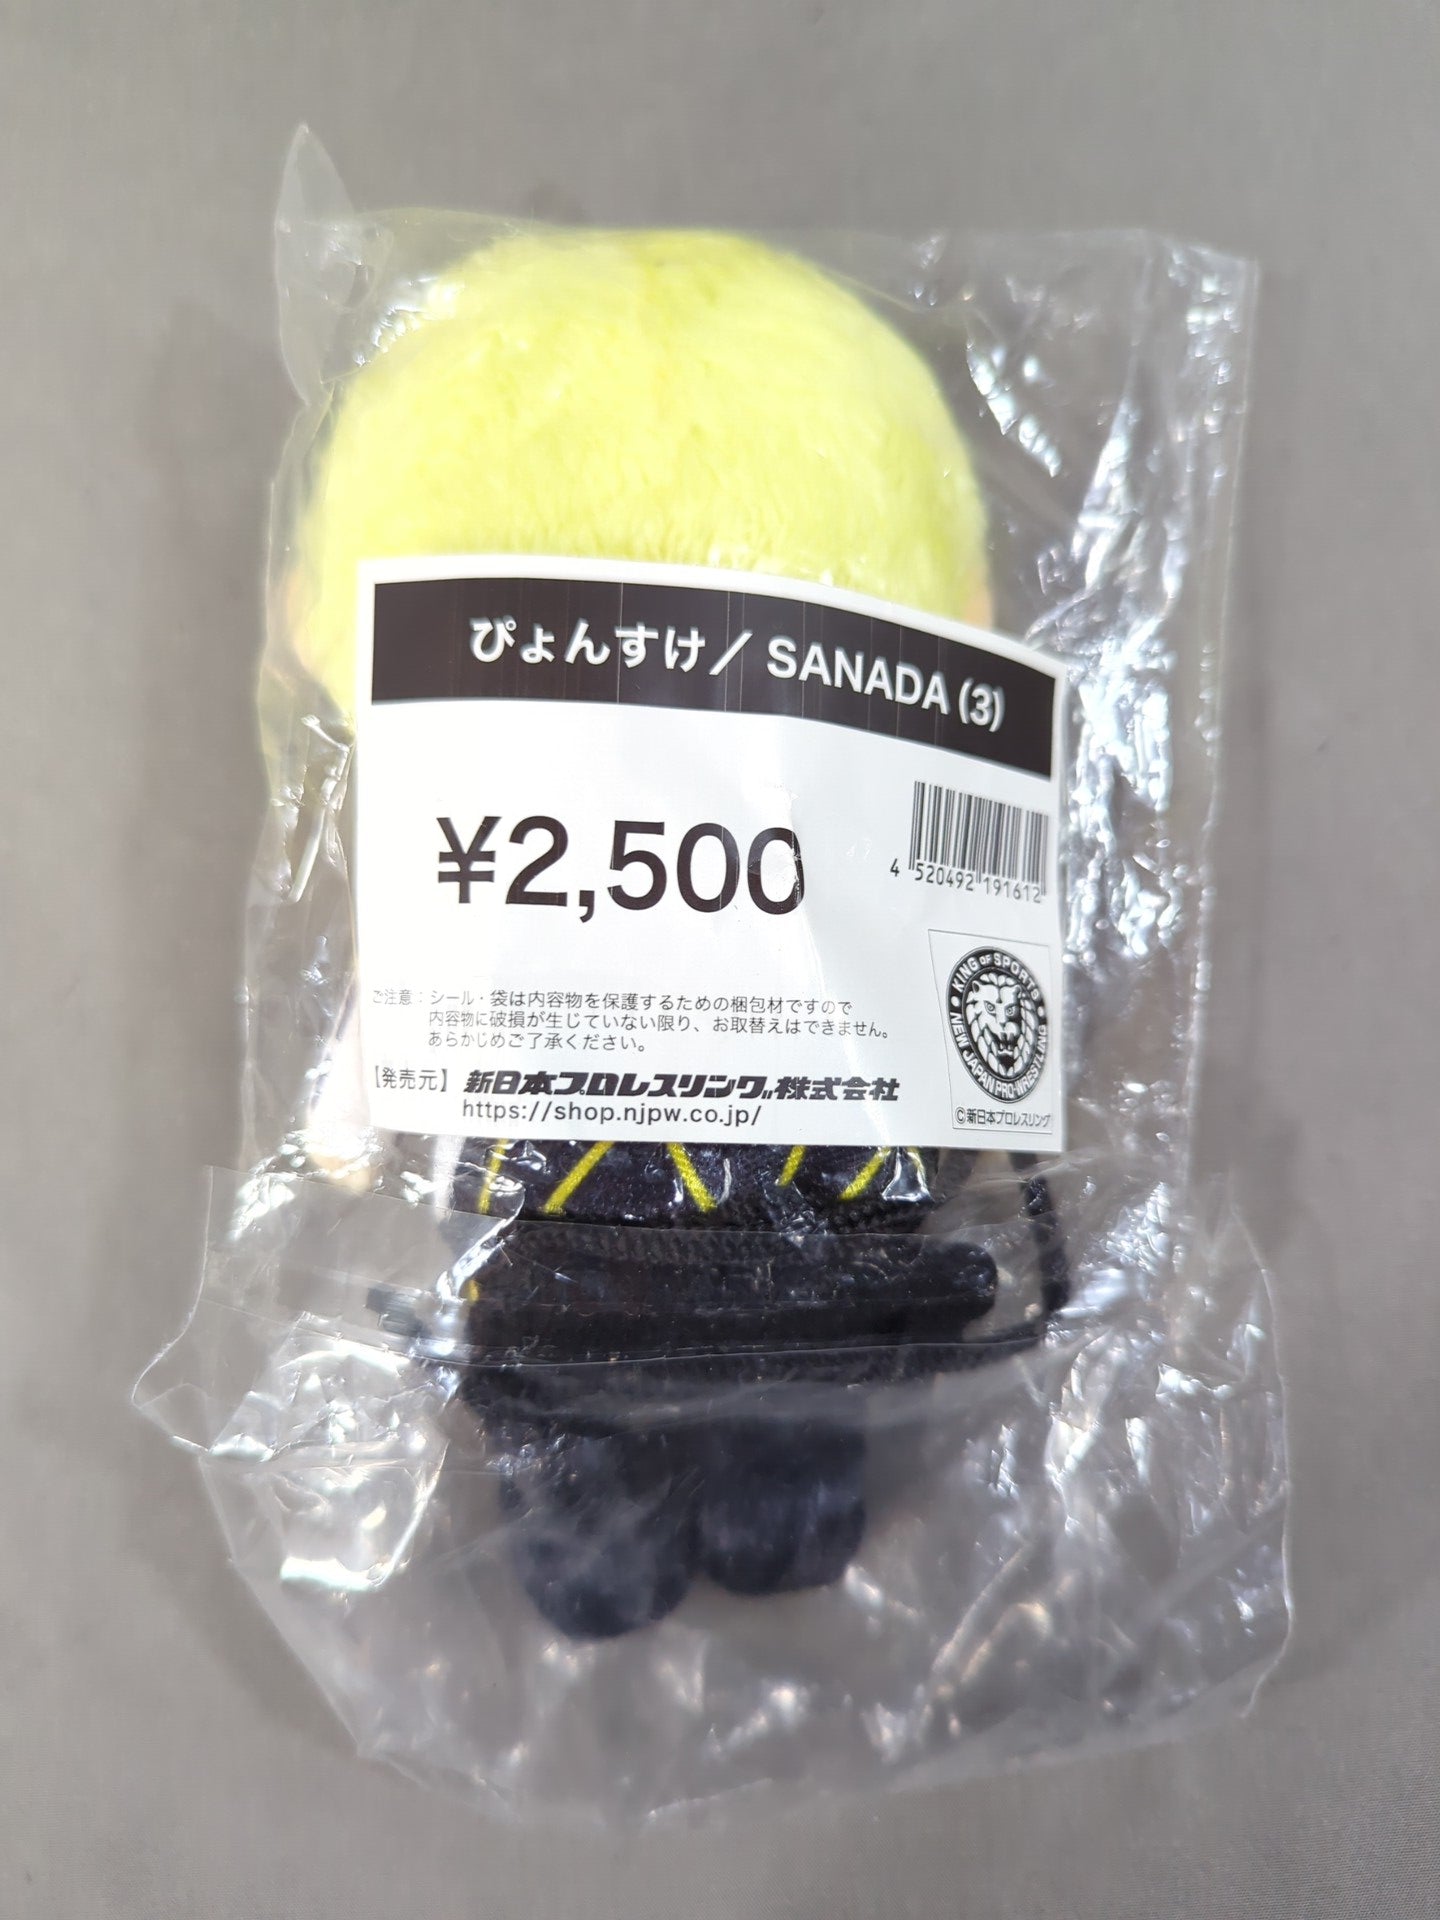 ぴょんすけ／ SANADA (3)
¥2,500
4 520492 191612
KING OF SPORTS
NEW JAPAN PRO-WRESTLING
©新日本プロレスリング
ご注意：シール・袋は内容物を保護するための梱包材ですので
内容物に破損が生じていない限り、お取替えはできません。
あらかじめご了承ください。
【発売元】新日本プロレスリング株式会社
https://shop.njpw.co.jp/